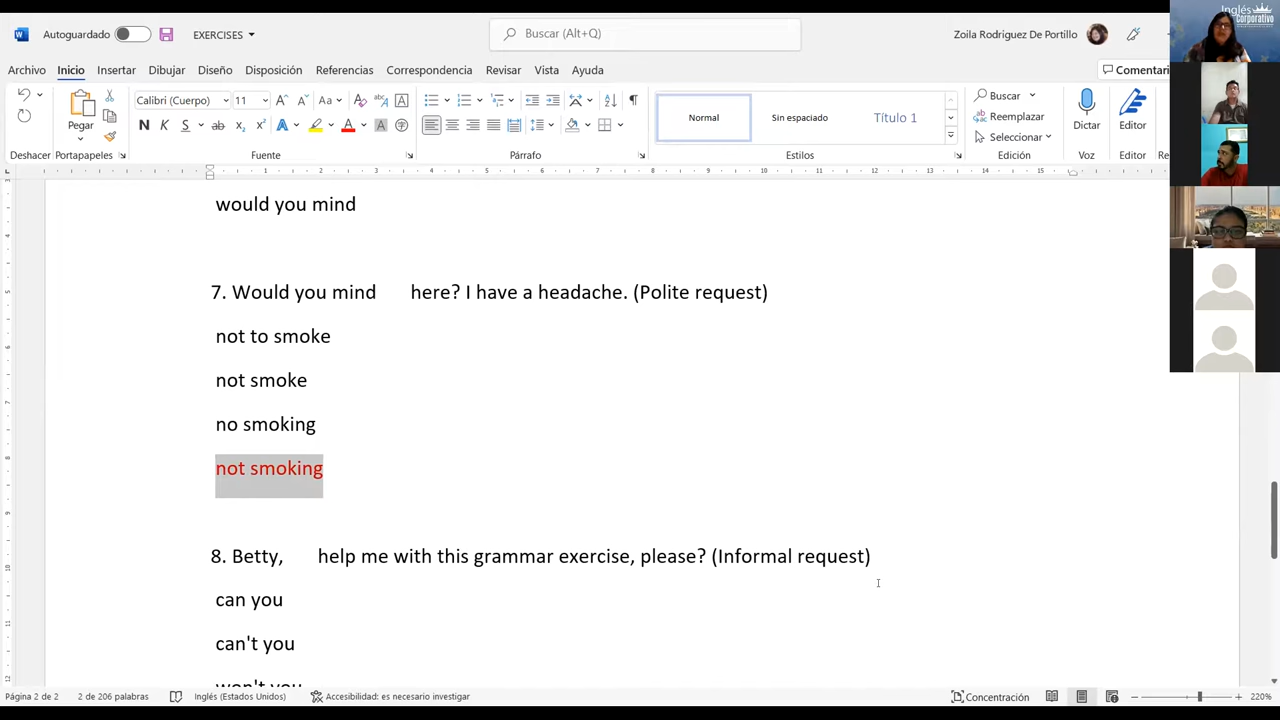 Inglés
Corporativo
Autoguardado
EXERCISES
Buscar (Alt+Q)
Zoila Rodriguez De Portillo
Archivo Inicio Insertar Dibujar Diseño Disposición Referencias Correspondencia Revisar Vista Ayuda Comentari
Pegar
Calibri (Cuerpo) 11
Normal Sin espaciado Título 1
Buscar
Reemplazar
Seleccionar
Dictar Editor
Deshacer Portapapeles Fuente Párrafo Estilos Edición Voz Editor Re
would you mind
7. Would you mind here? I have a headache. (Polite request)
not to smoke
not smoke
no smoking
not smoking
8. Betty, help me with this grammar exercise, please? (Informal request)
can you
can't you
won't you
Página 2 de 2 2 de 206 palabras Inglés (Estados Unidos) Accesibilidad: es necesario investigar Concentración 220%